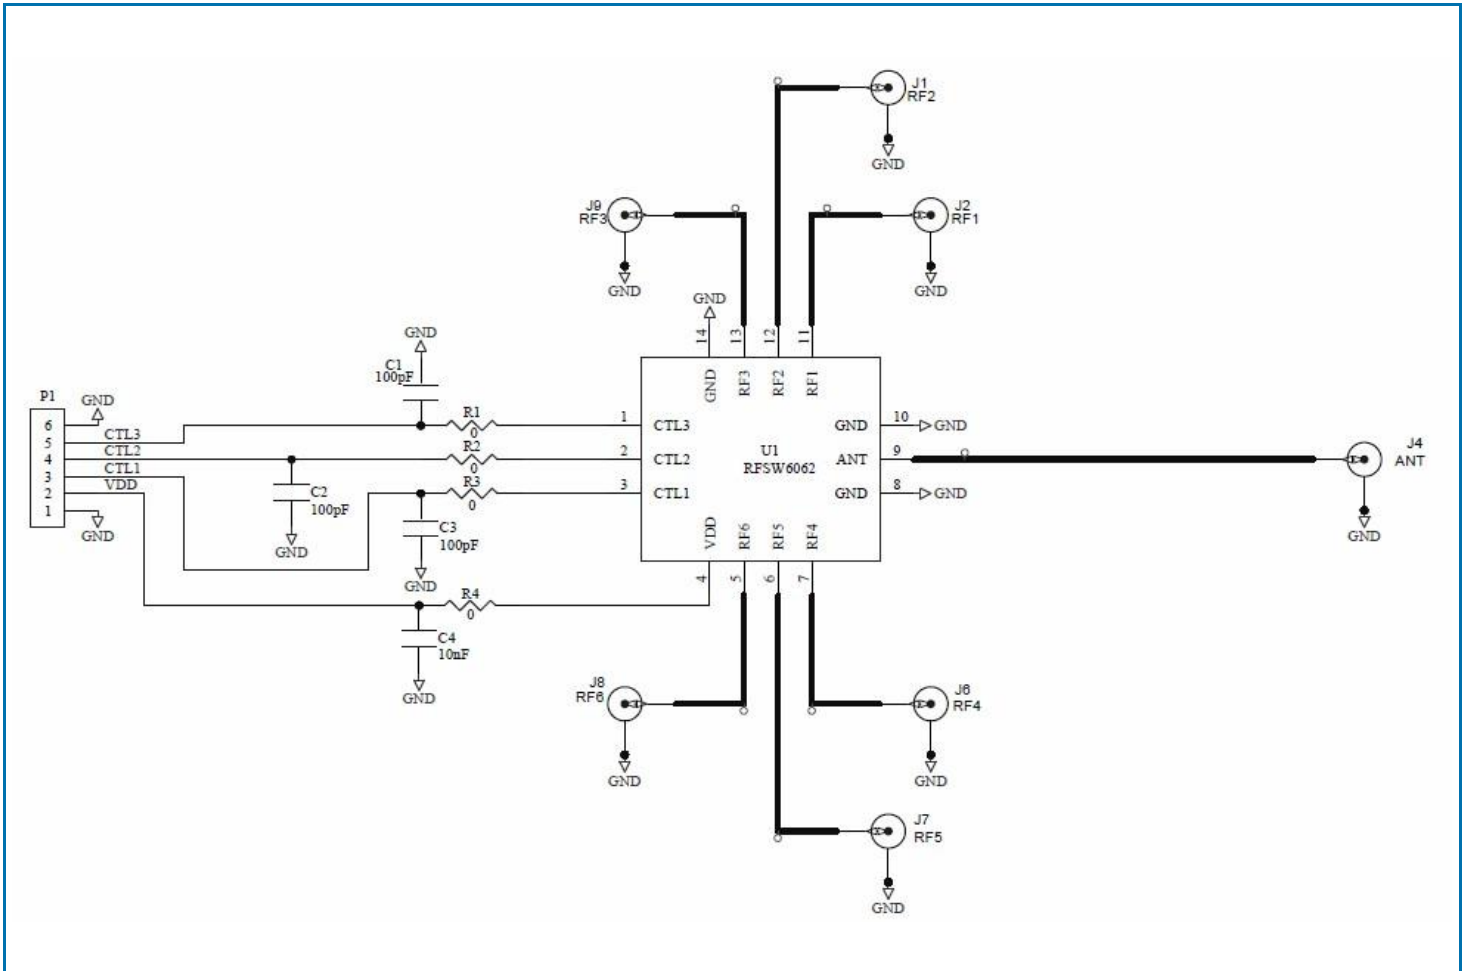 J1
RF2
GND
J9
RF3
GND
J2
RF1
GND
GND
14
13
12
11
GND
RF3
RF2
RF1
GND
C1
100pF
P1
GND
6
5
4
3
2
1
CTL3
CTL2
CTL1
VDD
GND
R1
0
R2
0
R3
0
C2
100pF
GND
C3
100pF
GND
R4
0
C4
10nF
GND
1
2
3
CTL3
CTL2
CTL1
U1
RFSW6062
GND
ANT
GND
10
9
8
GND
GND
J4
ANT
GND
VDD
RF6
RF5
RF4
4
5
6
7
J8
RF6
GND
J6
RF4
GND
J7
RF5
GND